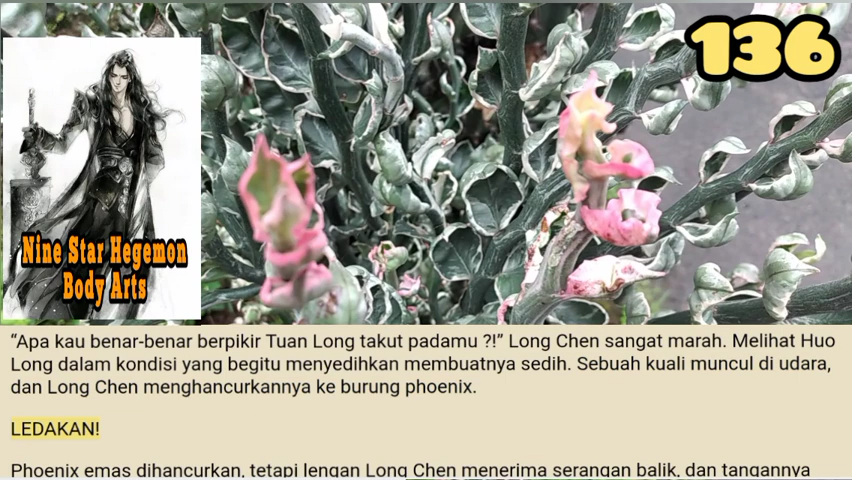 136
Nine Star Hegemon
Body Arts
“Apa kau benar-benar berpikir Tuan Long takut padamu ?!” Long Chen sangat marah. Melihat Huo
Long dalam kondisi yang begitu menyedihkan membuatnya sedih. Sebuah kuali muncul di udara,
dan Long Chen menghancurkannya ke burung phoenix.
LEDAKAN!
Phoenix emas dihancurkan, tetapi lengan Long Chen menerima serangan balik, dan tangannya